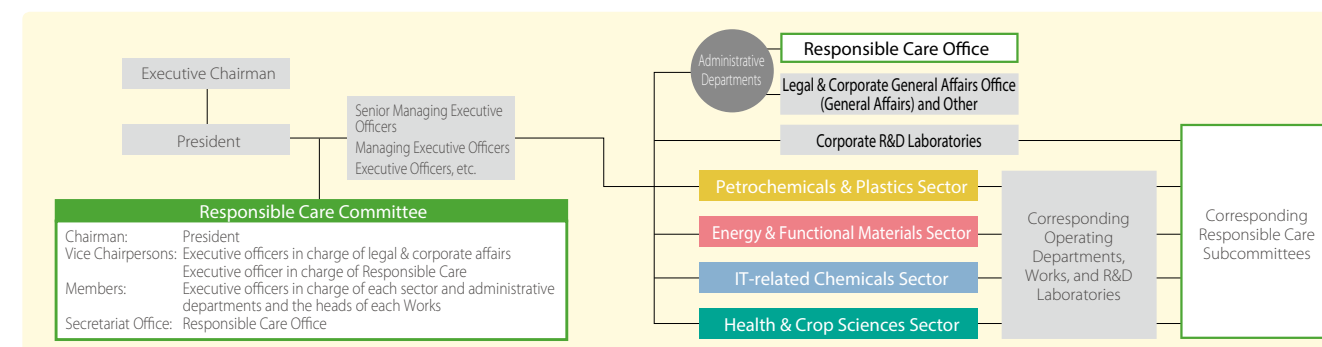 Executive Chairman
President
Senior Managing Executive
Officers
Managing Executive Officers
Executive Officers, etc.
Responsible Care Committee
Chairman: President
Vice Chairpersons: Executive officers in charge of legal & corporate affairs
Executive officer in charge of Responsible Care
Members: Executive officers in charge of each sector and administrative
departments and the heads of each Works
Secretariat Office: Responsible Care Office
Administrative
Departments
Responsible Care Office
Legal & Corporate General Affairs Office
(General Affairs) and Other
Corporate R&D Laboratories
Petrochemicals & Plastics Sector
Energy & Functional Materials Sector
IT-related Chemicals Sector
Health & Crop Sciences Sector
Corresponding
Operating
Departments,
Works, and R&D
Laboratories
Corresponding
Responsible Care
Subcommittees